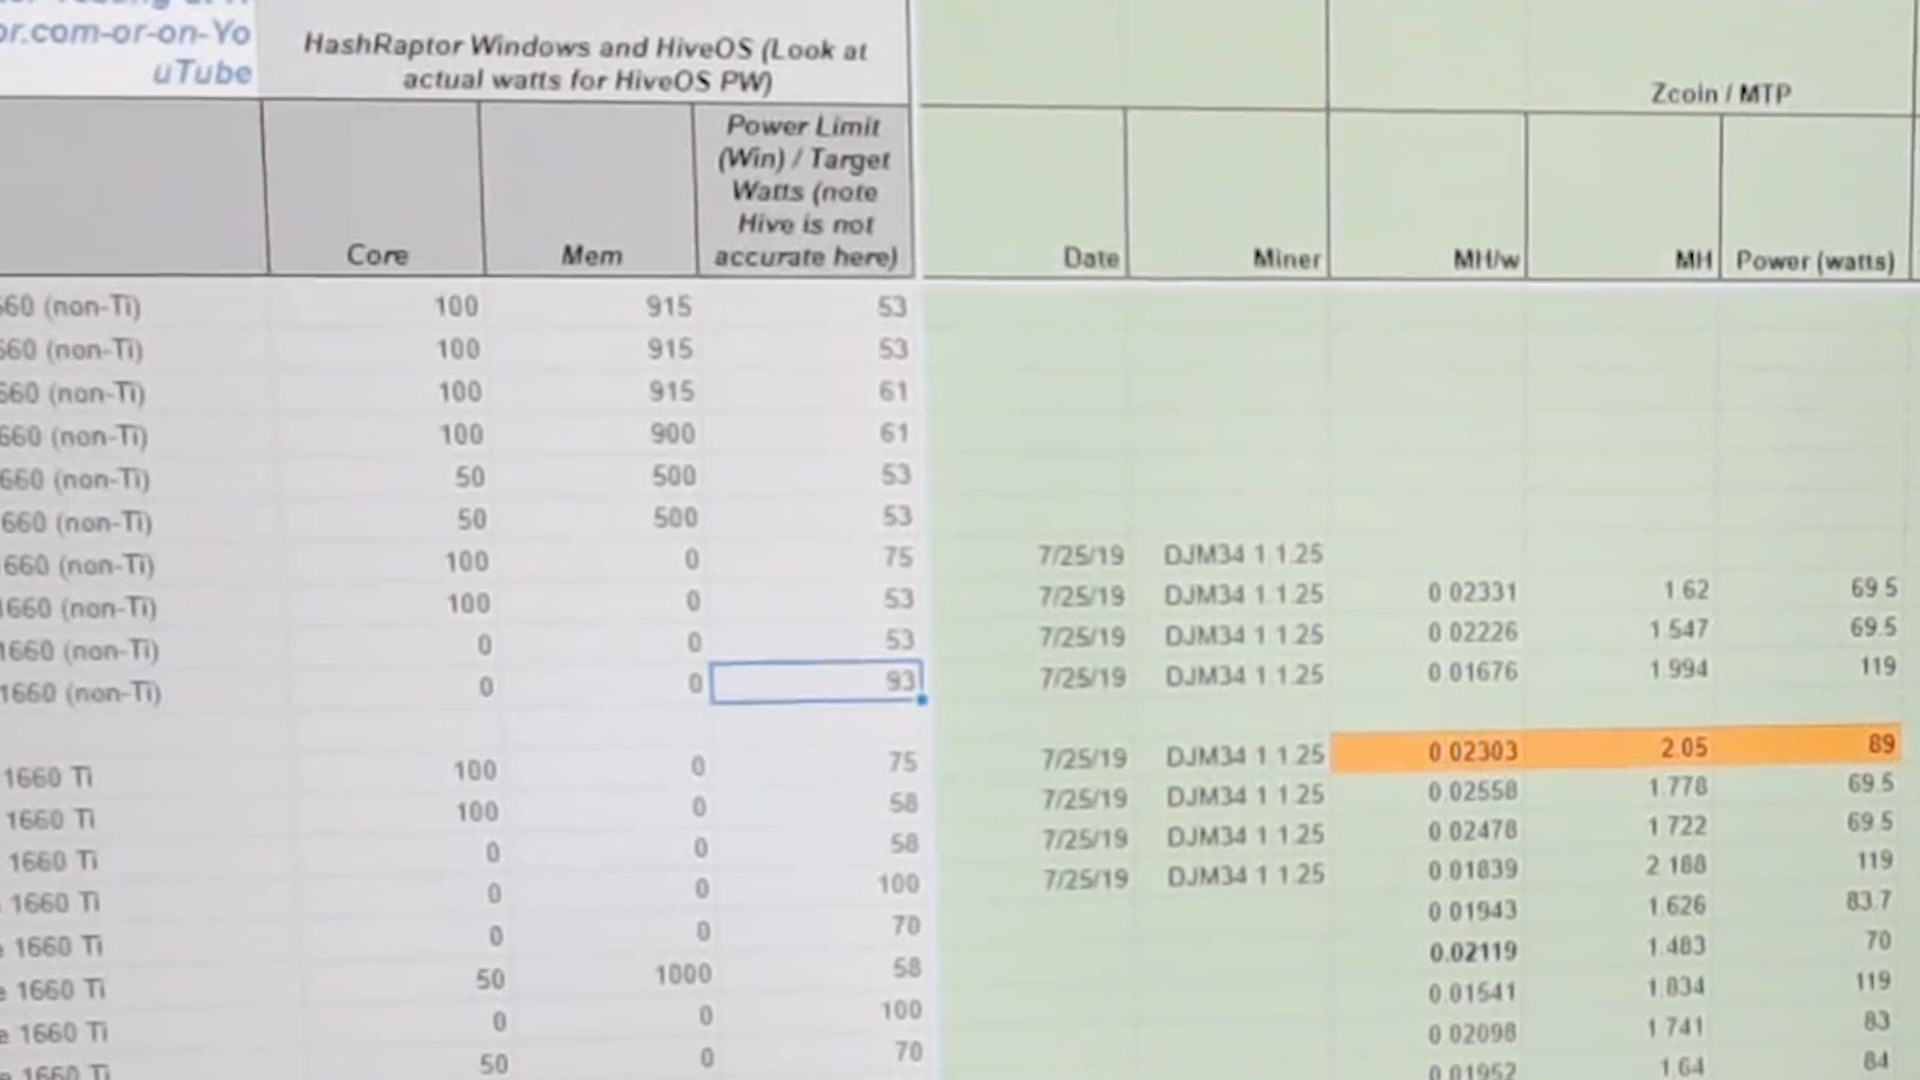 or.com-or-on-Yo
uTube
HashRaptor Windows and HiveOS (Look at
actual watts for HiveOS PW)
Zcoin / MTP
Core
Mem
Power Limit
(Win) / Target
Watts (note
Hive is not
accurate here)
Date
Miner
MH/w
MH
Power (watts)
660 (non-Ti) 100 915 53
660 (non-Ti) 100 915 53
660 (non-Ti) 100 915 61
660 (non-Ti) 100 900 61
660 (non-Ti) 50 500 53
660 (non-Ti) 50 500 53
1660 (non-Ti) 100 0 75 7/25/19 DJM34 1.1.25
1660 (non-Ti) 100 0 53 7/25/19 DJM34 1.1.25 0.02331 1.62 69.5
1660 (non-Ti) 0 0 53 7/25/19 DJM34 1.1.25 0.02226 1.547 69.5
1660 (non-Ti) 0 0 93 7/25/19 DJM34 1.1.25 0.01676 1.994 119
1660 Ti 100 0 75 7/25/19 DJM34 1.1.25 0.02303 2.05 89
1660 Ti 100 0 58 7/25/19 DJM34 1.1.25 0.02558 1.778 69.5
1660 Ti 0 0 58 7/25/19 DJM34 1.1.25 0.02478 1.722 69.5
1660 Ti 0 0 100 7/25/19 DJM34 1.1.25 0.01839 2.188 119
1660 Ti 0 0 70 0.01943 1.626 83.7
e 1660 Ti 50 1000 58 0.02119 1.483 70
e 1660 Ti 0 0 100 0.01541 1.834 119
e 1660 Ti 50 0 70 0.02098 1.741 83
0.01952 1.64 84